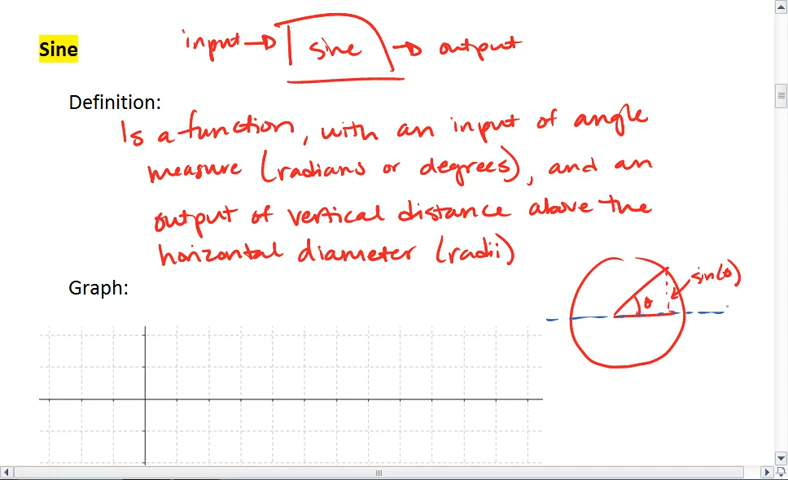 input → sine → output
Sine
Definition:
Is a function, with an input of angle
measure (radians or degrees), and an
output of vertical distance above the
horizontal diameter (radii)
Graph:
sin(θ)
θ